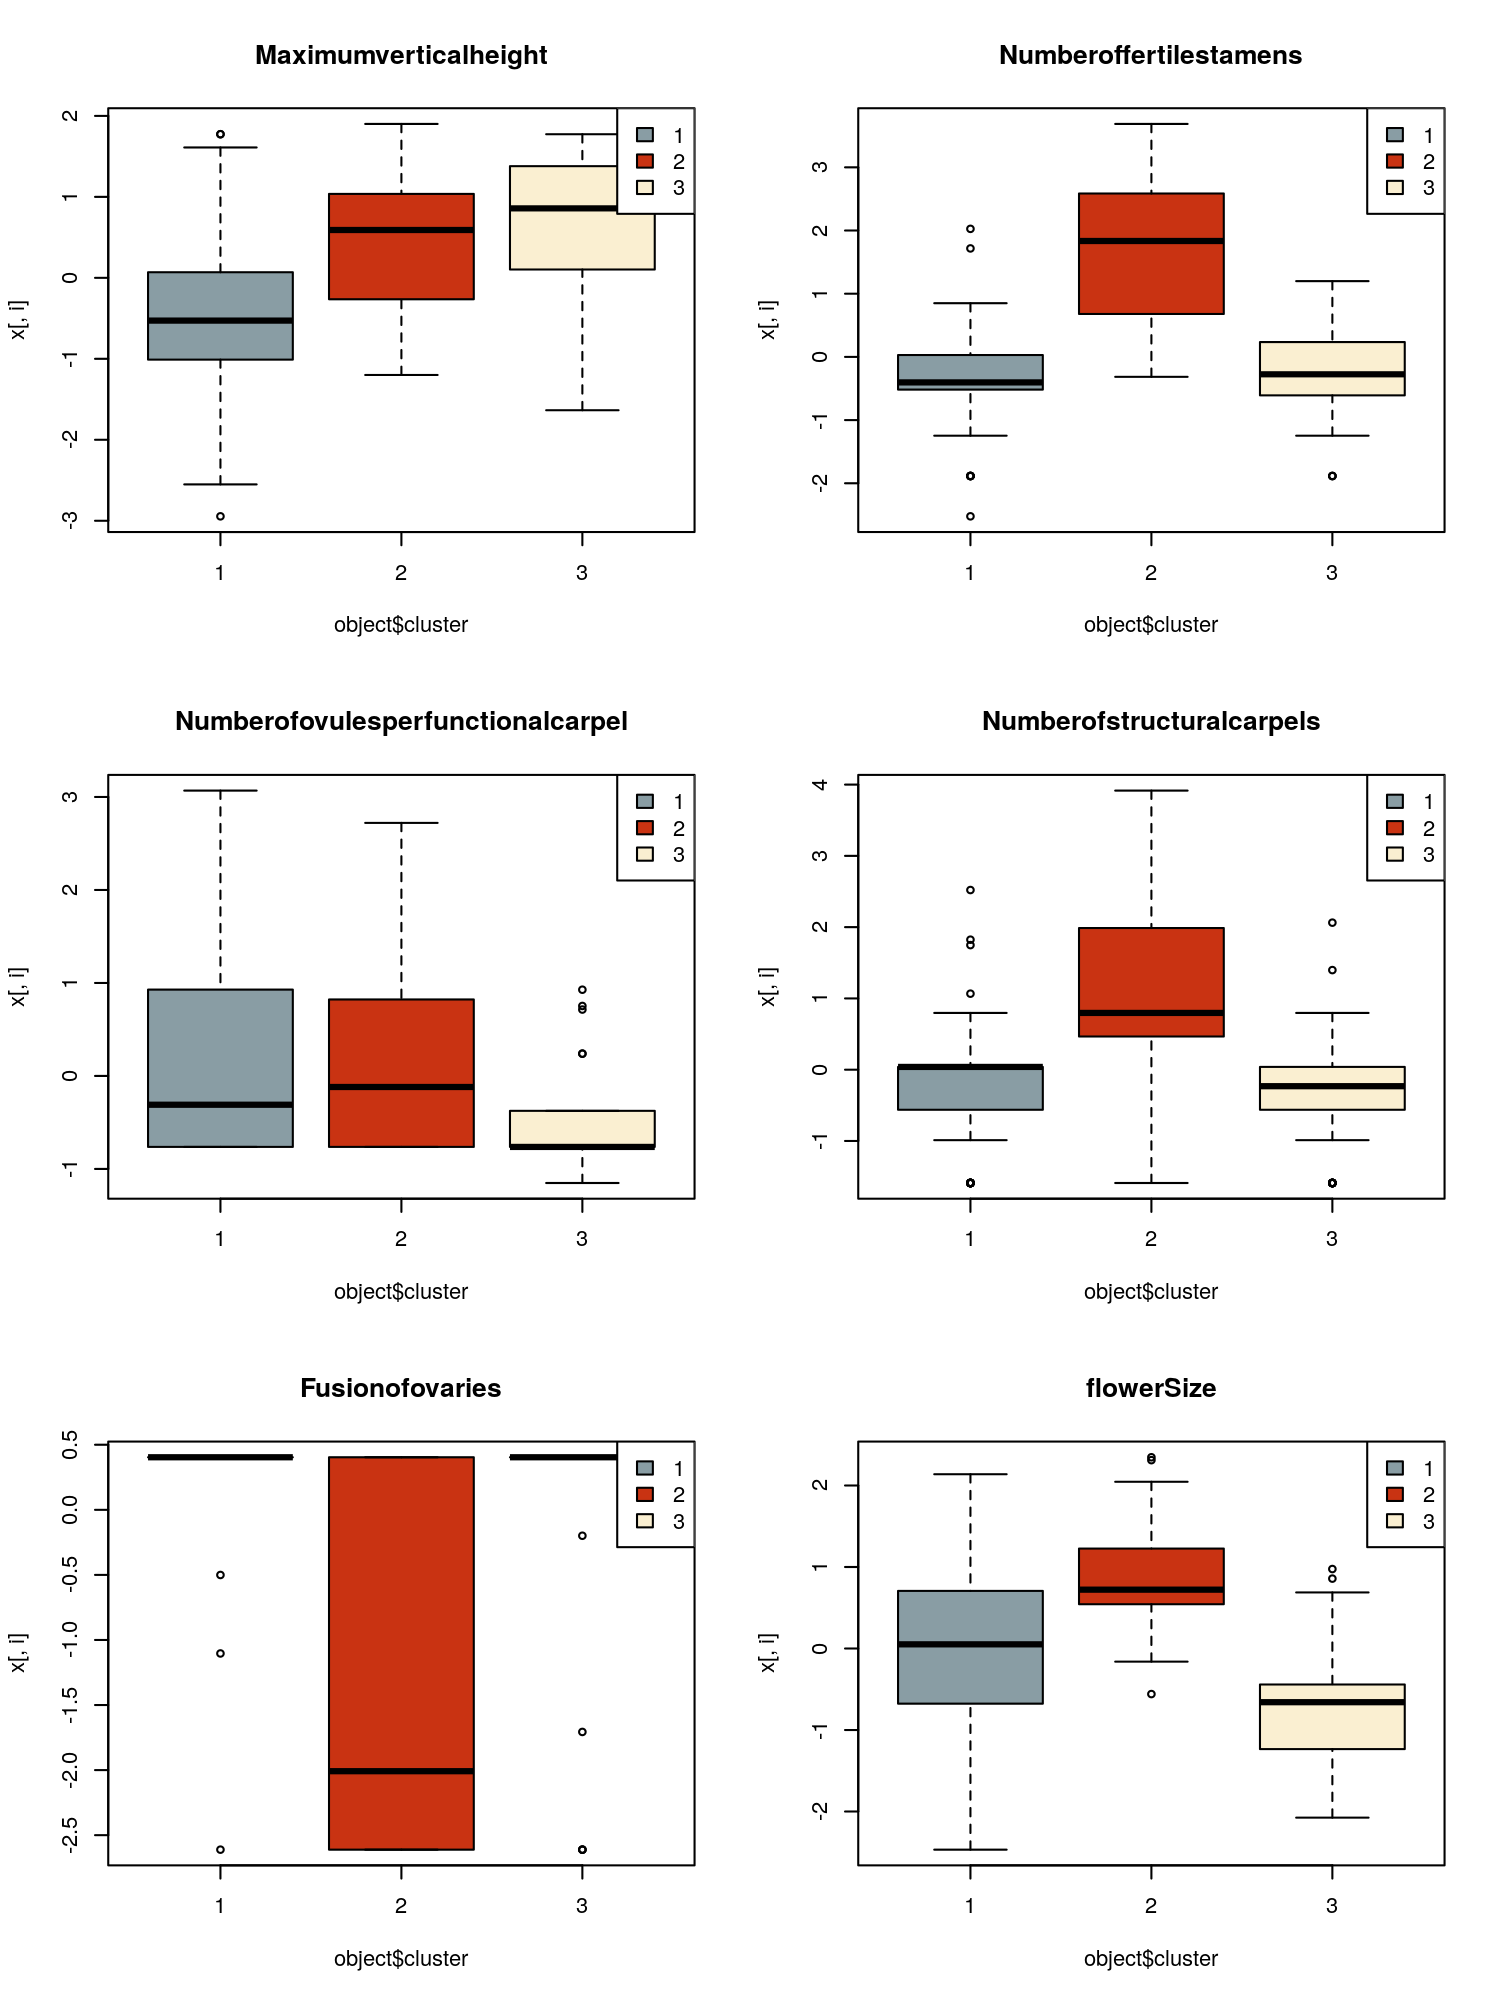 Maximumverticalheight
x[, i]
2
1
0
-1
-2
-3
1
2
3
1 2 3
object$cluster
Numberoffertilestamens
x[, i]
3
2
1
0
-1
-2
1
2
3
1 2 3
object$cluster
Numberofovulesperfunctionalcarpel
x[, i]
3
2
1
0
-1
1
2
3
1 2 3
object$cluster
Numberofstructuralcarpels
x[, i]
4
3
2
1
0
-1
1
2
3
1 2 3
object$cluster
Fusionofovaries
x[, i]
0.5
0.0
-0.5
-1.0
-1.5
-2.0
-2.5
1
2
3
1 2 3
object$cluster
flowerSize
x[, i]
2
1
0
-1
-2
1
2
3
1 2 3
object$cluster